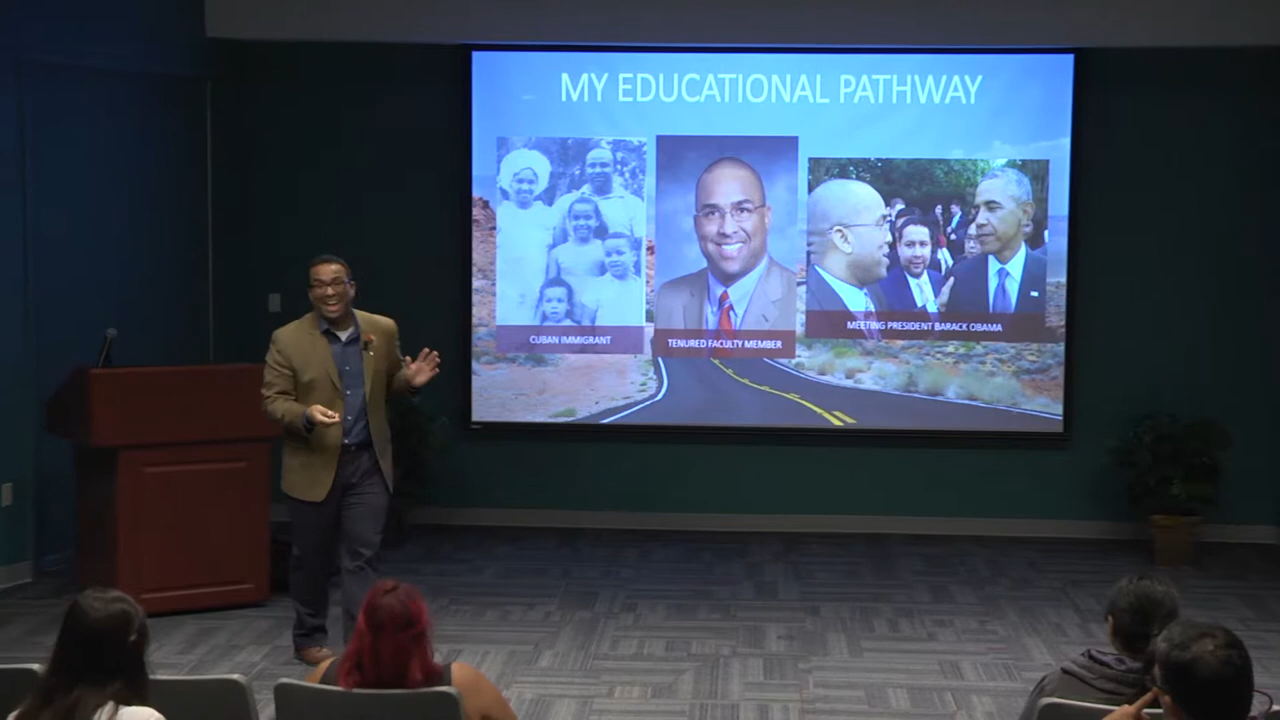 MY EDUCATIONAL PATHWAY
CUBAN IMMIGRANT
TENURED FACULTY MEMBER
MEETING PRESIDENT BARACK OBAMA